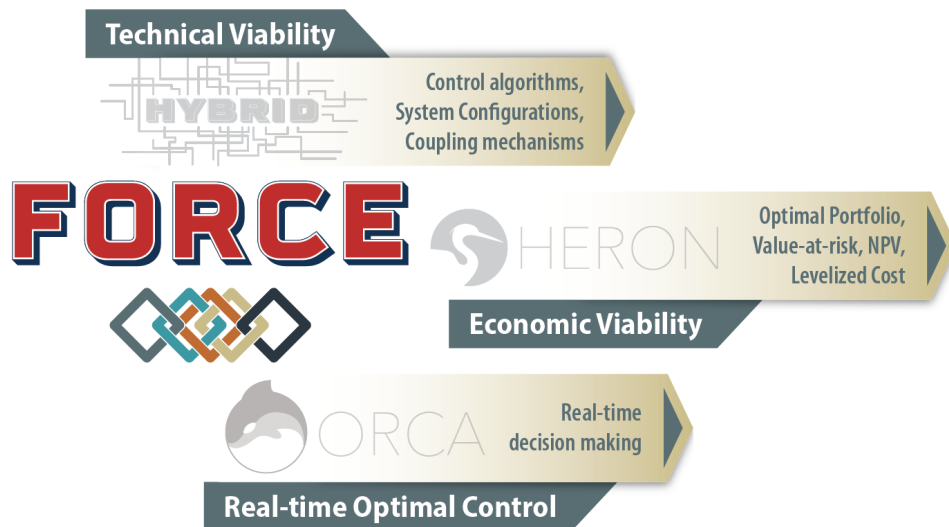 Technical Viability
HYBRID
Control algorithms,
System Configurations,
Coupling mechanisms
FORCE
HERON
Optimal Portfolio,
Value-at-risk, NPV,
Levelized Cost
Economic Viability
ORCA
Real-time
decision making
Real-time Optimal Control